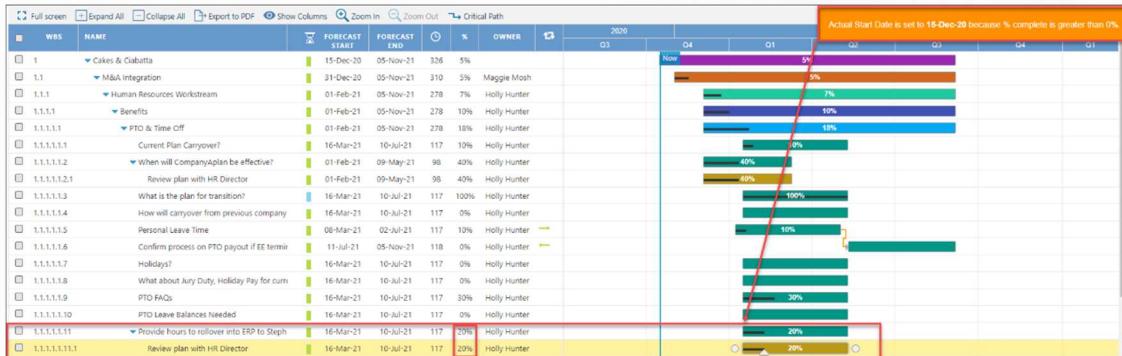 Full screen Expand All Collapse All Export to PDF Show Columns Zoom In Zoom Out Critical Path
Actual Start Date is set to 15-Dec-20 because % complete is greater than 0%.
WBS NAME FORECAST START FORECAST END % OWNER
2020
Q3 Q4 Q1 Q2 Q3 Q4 Q1
Now
1 Cakes & Ciabatta 15-Dec-20 05-Nov-21 326 5% 5%
1.1 M&A Integration 31-Dec-20 05-Nov-21 310 5% Maggie Mosh 5%
1.1.1 Human Resources Workstream 01-Feb-21 05-Nov-21 278 7% Holly Hunter 7%
1.1.1.1 Benefits 01-Feb-21 05-Nov-21 278 10% Holly Hunter 10%
1.1.1.1.1 PTO & Time Off 01-Feb-21 05-Nov-21 278 18% Holly Hunter 18%
1.1.1.1.1.1 Current Plan Carryover? 16-Mar-21 10-Jul-21 117 10% Holly Hunter 10%
1.1.1.1.1.2 When will CompanyAplan be effective? 01-Feb-21 09-May-21 98 40% Holly Hunter 40%
1.1.1.1.1.2.1 Review plan with HR Director 01-Feb-21 09-May-21 98 40% Holly Hunter 40%
1.1.1.1.1.3 What is the plan for transition? 16-Mar-21 10-Jul-21 117 100% Holly Hunter 100%
1.1.1.1.1.4 How will carryover from previous company 16-Mar-21 10-Jul-21 117 0% Holly Hunter
1.1.1.1.1.5 Personal Leave Time 08-Mar-21 02-Jul-21 117 10% Holly Hunter 10%
1.1.1.1.1.6 Confirm process on PTO payout if EE termir 11-Jul-21 05-Nov-21 118 0% Holly Hunter
1.1.1.1.1.7 Holidays? 16-Mar-21 10-Jul-21 117 0% Holly Hunter
1.1.1.1.1.8 What about Jury Duty, Holiday Pay for curre 16-Mar-21 10-Jul-21 117 0% Holly Hunter
1.1.1.1.1.9 PTO FAQs 16-Mar-21 10-Jul-21 117 30% Holly Hunter 30%
1.1.1.1.1.10 PTO Leave Balances Needed 16-Mar-21 10-Jul-21 117 0% Holly Hunter
1.1.1.1.1.11 Provide hours to rollover into ERP to Steph 16-Mar-21 10-Jul-21 117 20% Holly Hunter 20%
1.1.1.1.1.11.1 Review plan with HR Director 16-Mar-21 10-Jul-21 117 20% Holly Hunter 20%